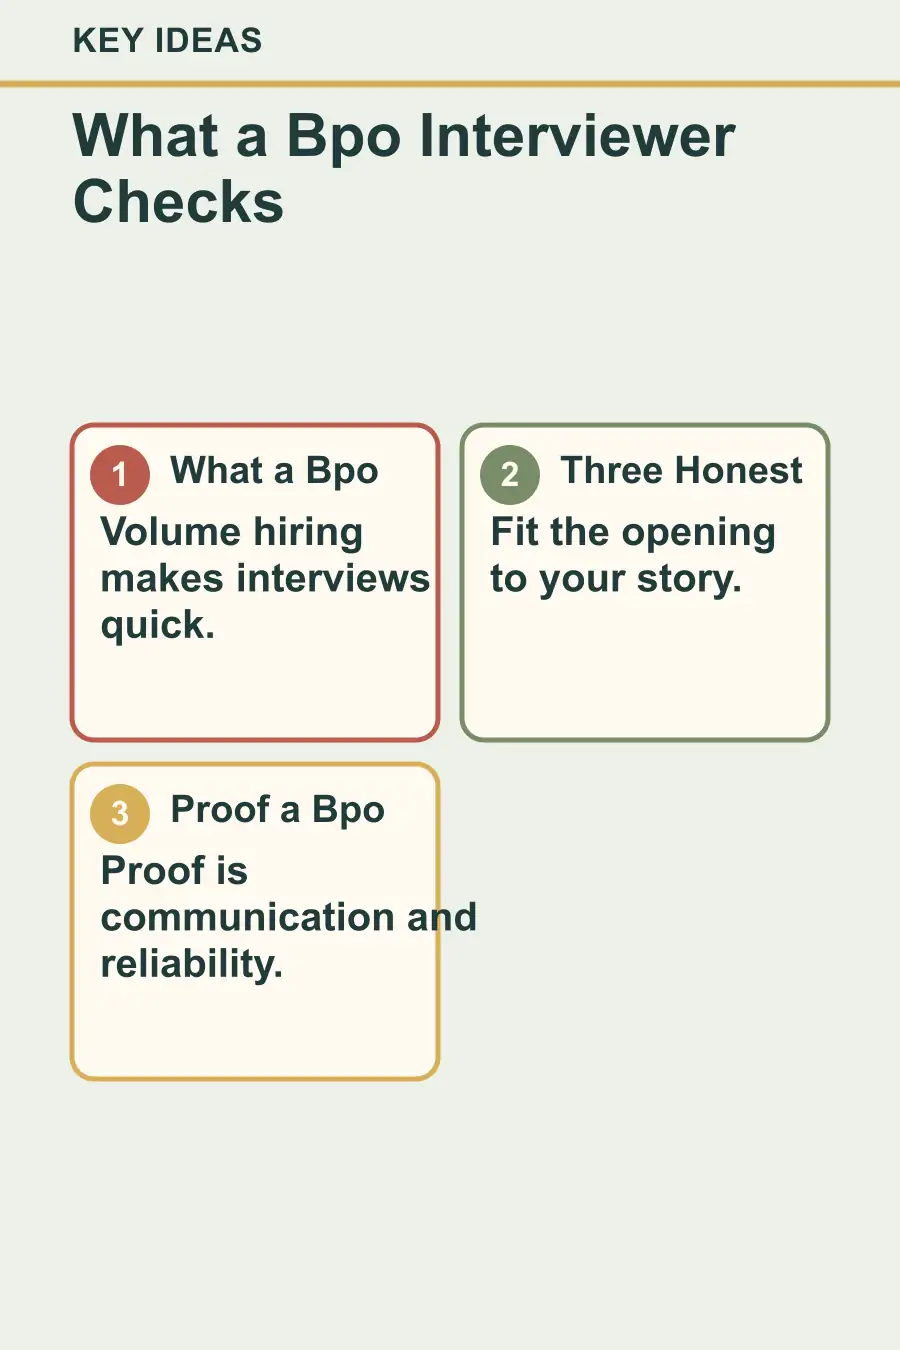 KEY IDEAS
What a Bpo Interviewer
Checks
1 What a Bpo
Volume hiring
makes interviews
quick.
2 Three Honest
Fit the opening
to your story.
3 Proof a Bpo
Proof is
communication and
reliability.